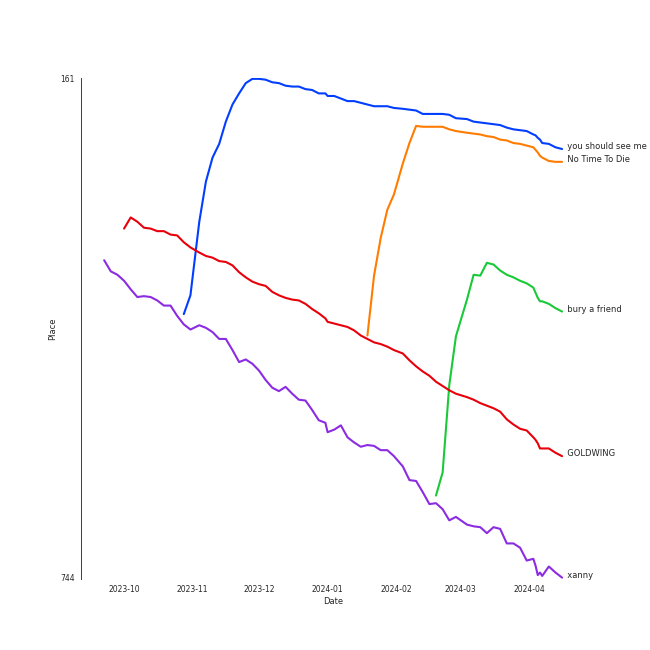 161
you should see me
No Time To Die
bury a friend
Place
GOLDWING
xanny
744
2023-10 2023-11 2023-12 2024-01 2024-02 2024-03 2024-04
Date